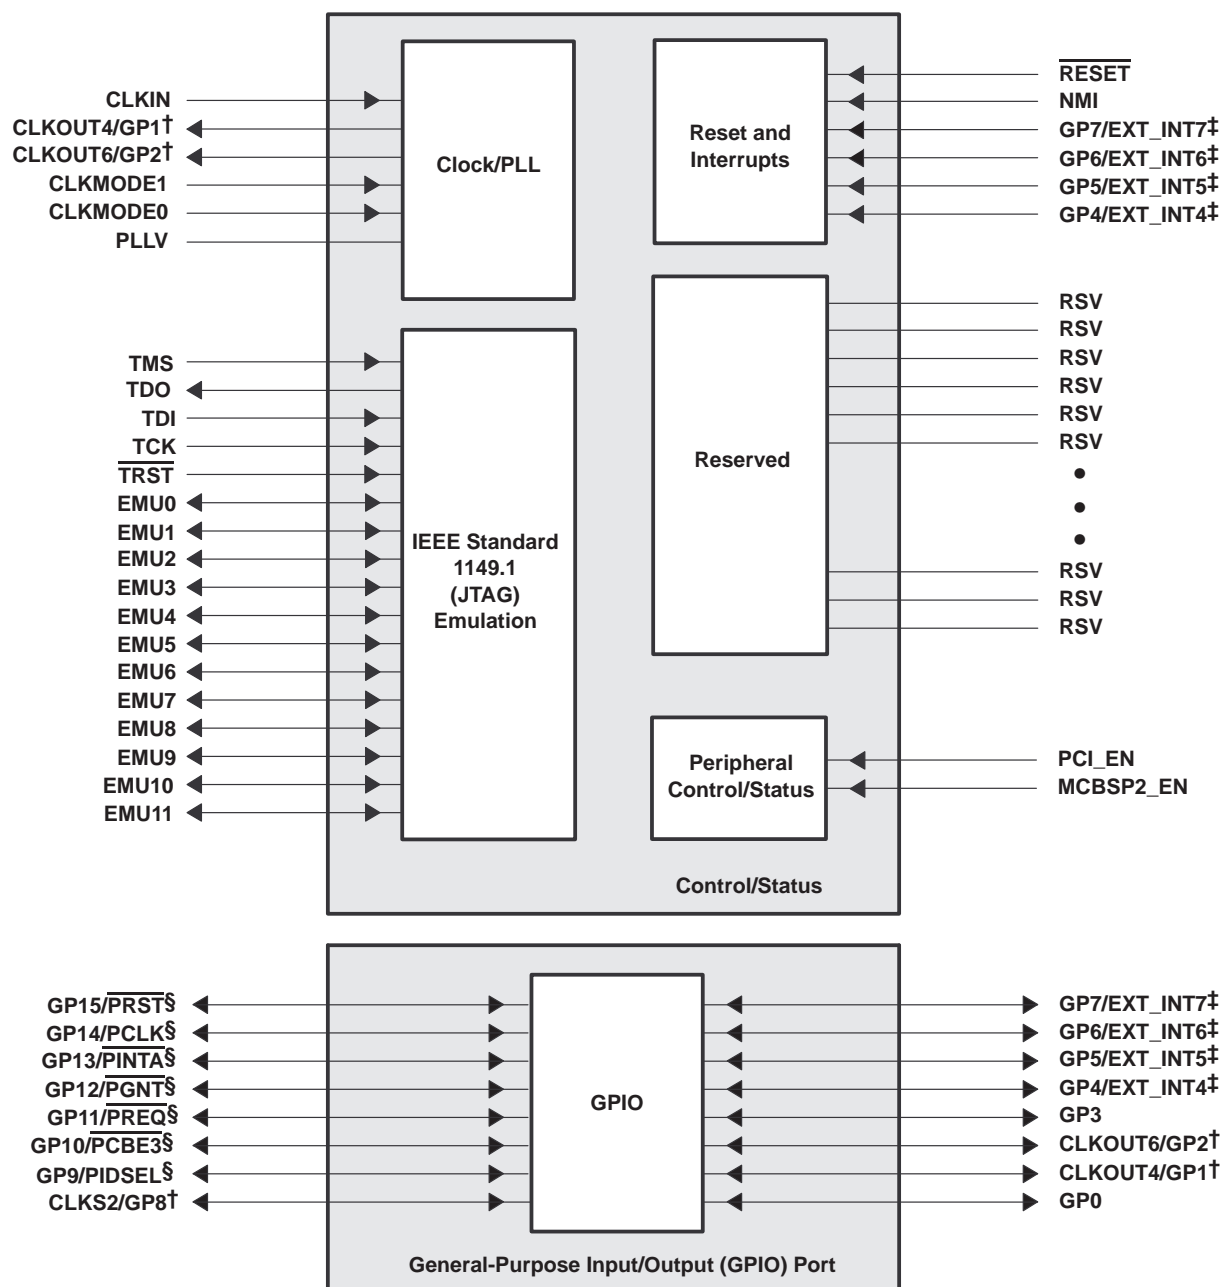 CLKIN
CLKOUT4/GP1†
CLKOUT6/GP2†
CLKMODE1
CLKMODE0
PLLV
Clock/PLL
Reset and
Interrupts
RESET
NMI
GP7/EXT_INT7‡
GP6/EXT_INT6‡
GP5/EXT_INT5‡
GP4/EXT_INT4‡
TMS
TDO
TDI
TCK
TRST
EMU0
EMU1
EMU2
EMU3
EMU4
EMU5
EMU6
EMU7
EMU8
EMU9
EMU10
EMU11
IEEE Standard
1149.1
(JTAG)
Emulation
Reserved
RSV
RSV
RSV
RSV
RSV
RSV
•
•
•
RSV
RSV
RSV
Peripheral
Control/Status
PCI_EN
MCBSP2_EN
Control/Status
GP15/PRST§
GP14/PCLK§
GP13/PINTA§
GP12/PGNT§
GP11/PREQ§
GP10/PCBE3§
GP9/PIDSEL§
CLKS2/GP8†
GPIO
GP7/EXT_INT7‡
GP6/EXT_INT6‡
GP5/EXT_INT5‡
GP4/EXT_INT4‡
GP3
CLKOUT6/GP2†
CLKOUT4/GP1†
GP0
General-Purpose Input/Output (GPIO) Port